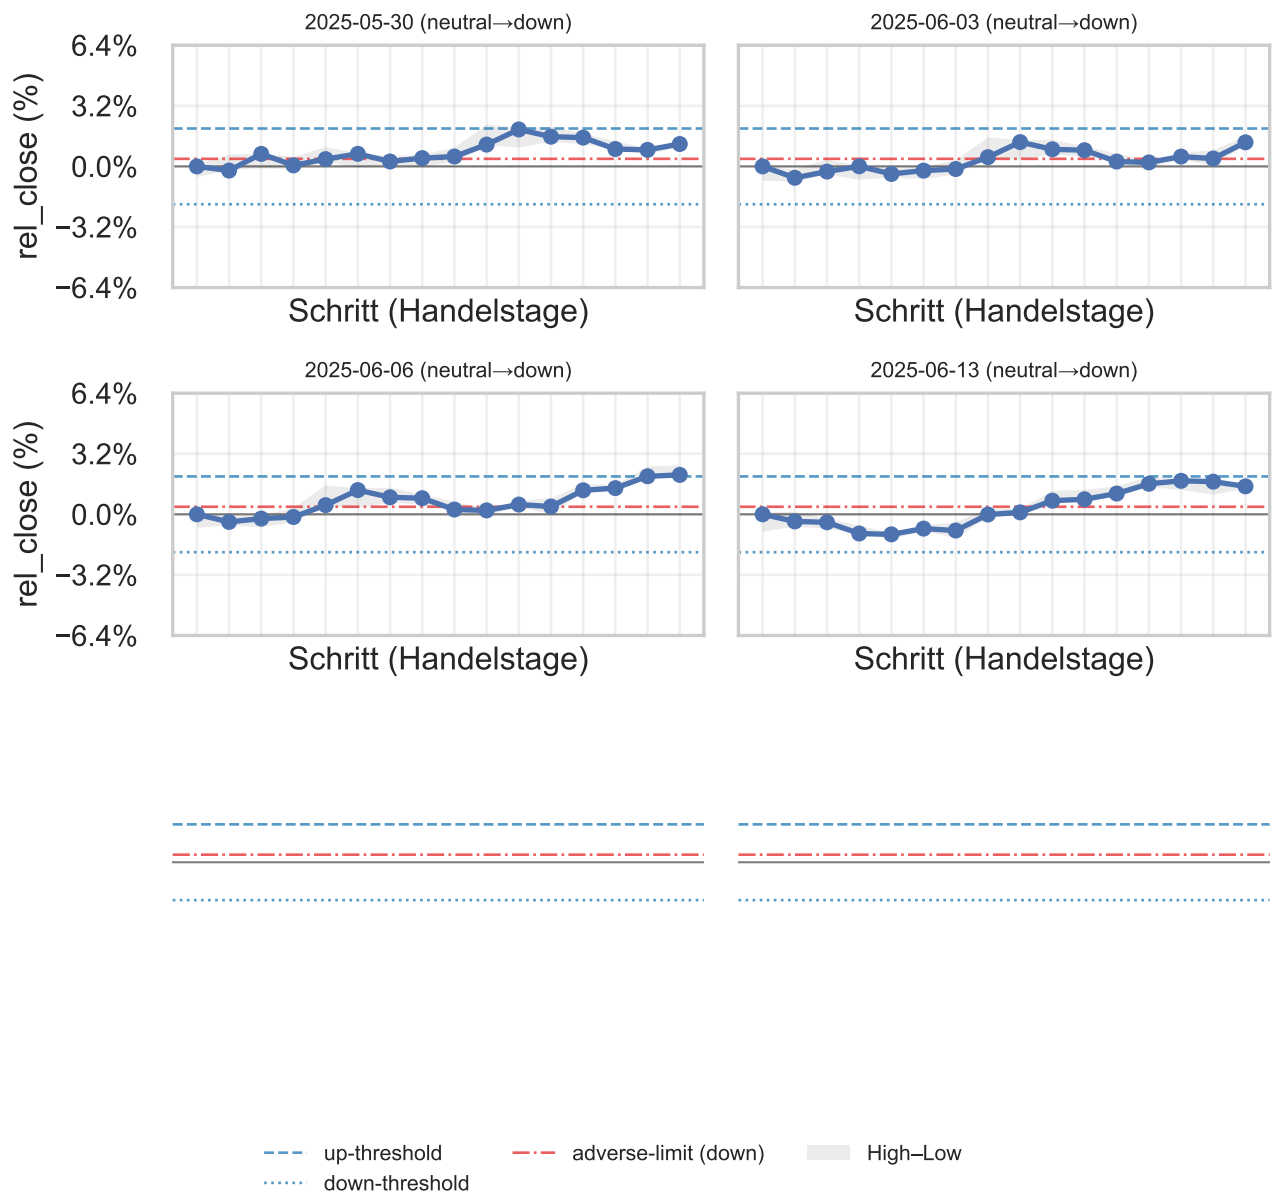 2025-05-30 (neutral→down)
2025-06-03 (neutral→down)
6.4%
3.2%
0.0%
−3.2%
−6.4%
rel_close (%)
Schritt (Handelstage)
Schritt (Handelstage)
2025-06-06 (neutral→down)
2025-06-13 (neutral→down)
6.4%
3.2%
0.0%
−3.2%
−6.4%
rel_close (%)
Schritt (Handelstage)
Schritt (Handelstage)
up-threshold
down-threshold
adverse-limit (down)
High–Low